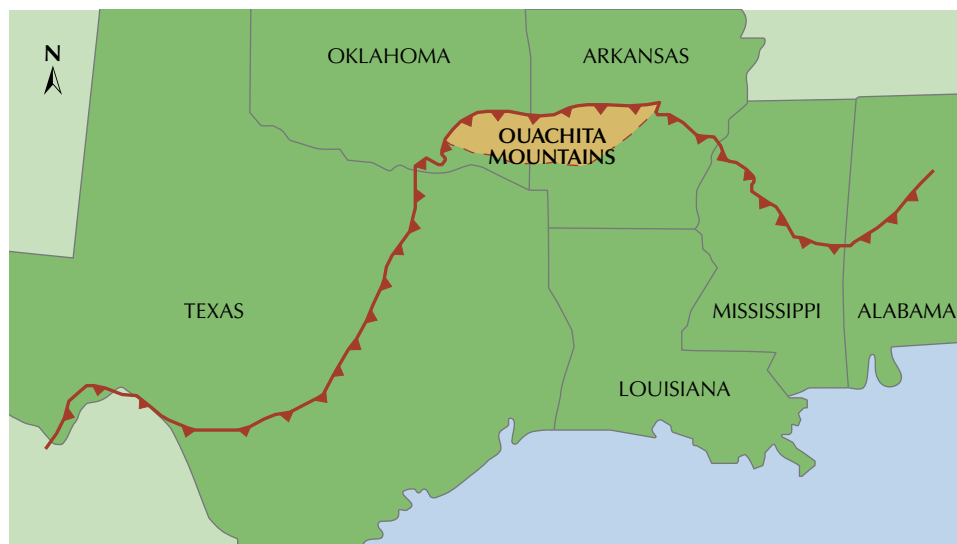 N
OKLAHOMA
ARKANSAS
OUACHITA
MOUNTAINS
TEXAS
MISSISSIPPI
ALABAMA
LOUISIANA